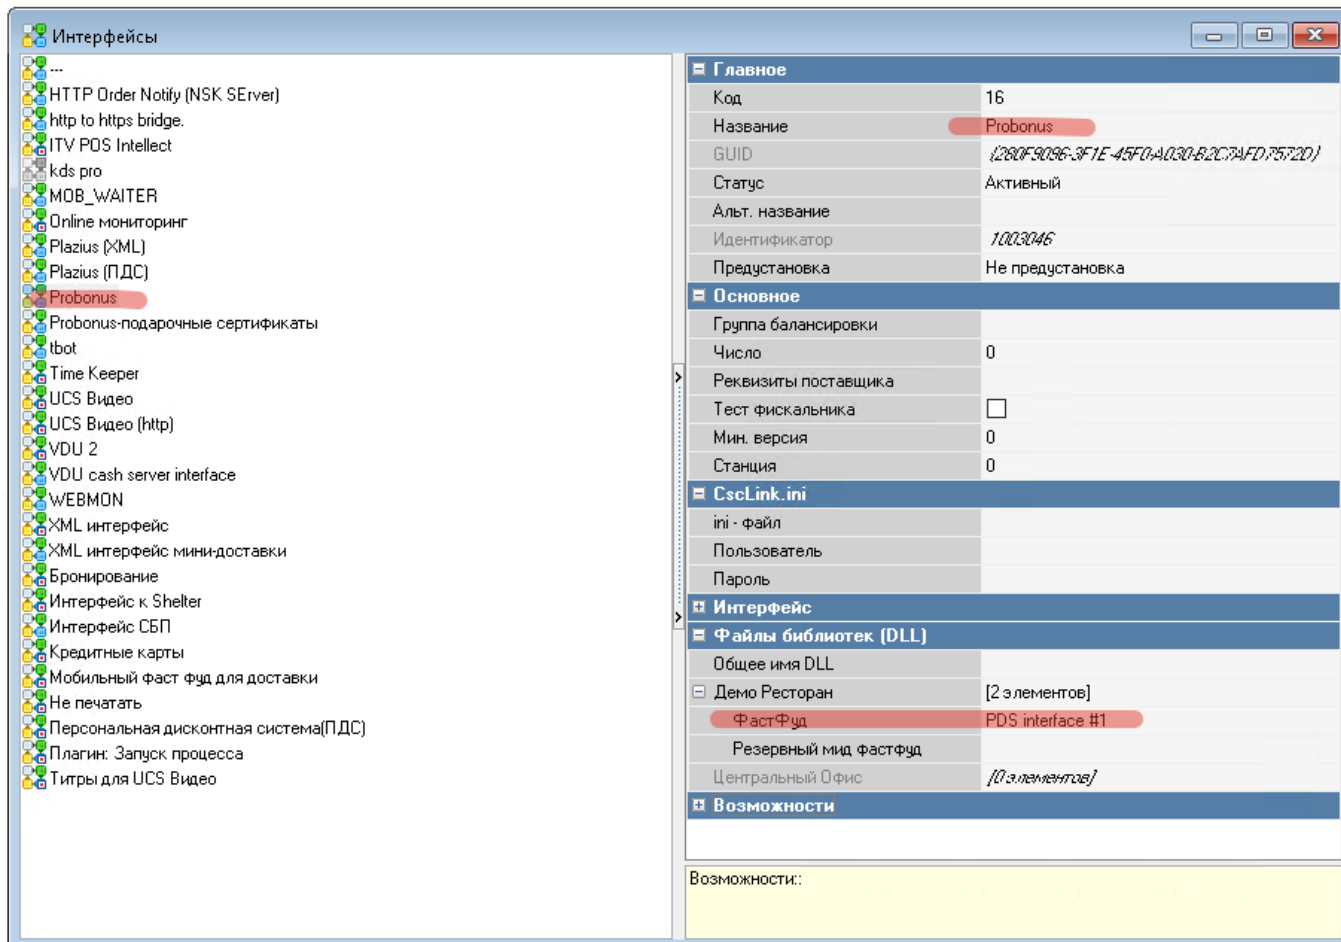 Интерфейсы
---
HTTP Order Notify (NSK SErver)
http to https bridge.
ITV POS Intellect
kds pro
MOB_WAITER
Online мониторинг
Plazius (XML)
Plazius (ПДС)
Probonus
Probonus-подарочные сертификаты
tbot
Time Keeper
UCS Видео
UCS Видео (http)
VDU 2
VDU cash server interface
WEBMON
XML интерфейс
XML интерфейс мини-доставки
Бронирование
Интерфейс к Shelter
Интерфейс СБП
Кредитные карты
Мобильный фаст фуд для доставки
Не печатать
Персональная дисконтная система(ПДС)
Плагин: Запуск процесса
Титры для UCS Видео
Главное
Код 16
Название Probonus
GUID {280F9096-3F1E-45F0-A030-B2C7AFD7572D}
Статус Активный
Альт. название
Идентификатор 1003046
Предустановка Не предустановка
Основное
Группа балансировки
Число 0
Реквизиты поставщика
Тест фискальника
Мин. версия 0
Станция 0
CscLink.ini
ini - файл
Пользователь
Пароль
Интерфейс
Файлы библиотек (DLL)
Общее имя DLL
Демо Ресторан [2 элементов]
ФастФуд PDS interface #1
Резервный мид фастфуд
Центральный Офис [0 элементов]
Возможности
Возможности::